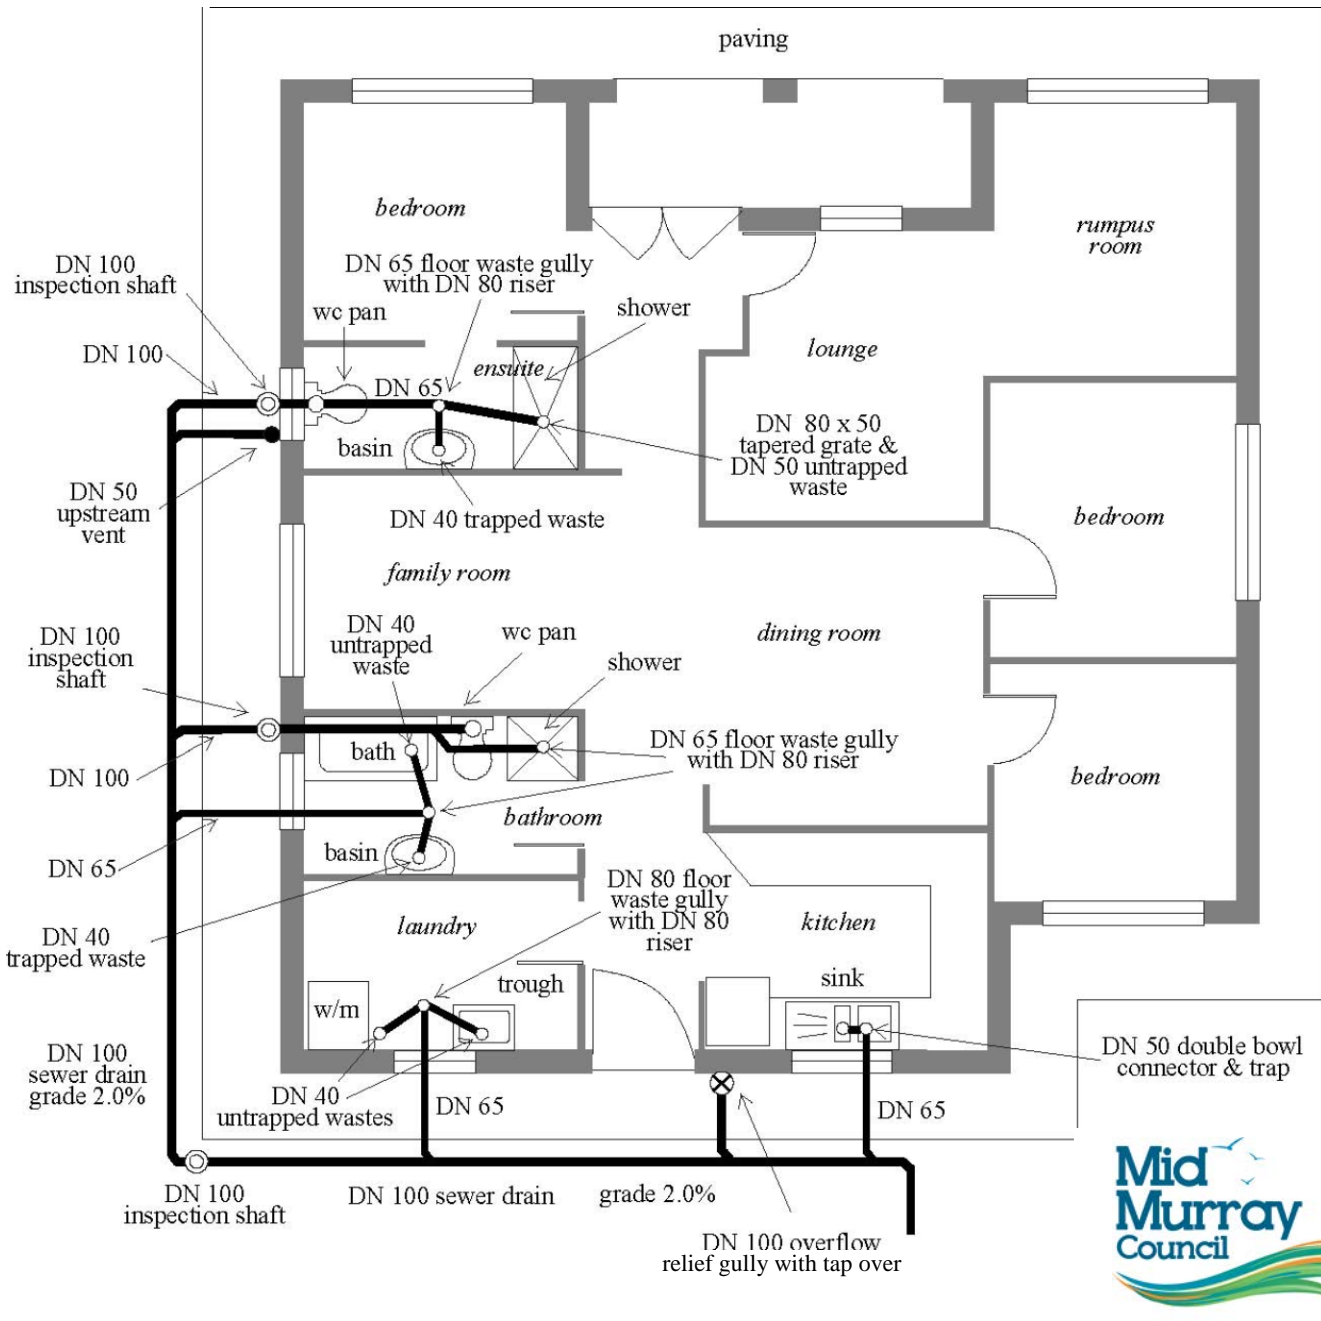 paving
bedroom
rumpus
room
DN 100
inspection shaft
DN 65 floor waste gully
with DN 80 riser
wc pan
shower
DN 100
lounge
ensuite
DN 65
basin
DN 80 x 50
tapered grate &
DN 50 untrapped
waste
DN 50
upstream
vent
DN 40 trapped waste
bedroom
family room
DN 100
inspection
shaft
DN 40
untrapped
waste
wc pan
dining room
shower
bath
DN 65 floor waste gully
with DN 80 riser
DN 100
bedroom
bathroom
basin
DN 65
DN 80 floor
waste gully
with DN 80
riser
laundry
kitchen
DN 40
trapped waste
trough
sink
w/m
DN 100
sewer drain
grade 2.0%
DN 50 double bowl
connector & trap
DN 40
untrapped wastes
DN 65
DN 65
DN 100
inspection shaft
DN 100 sewer drain
grade 2.0%
DN 100 overflow
relief gully with tap over
Mid
Murray
Council